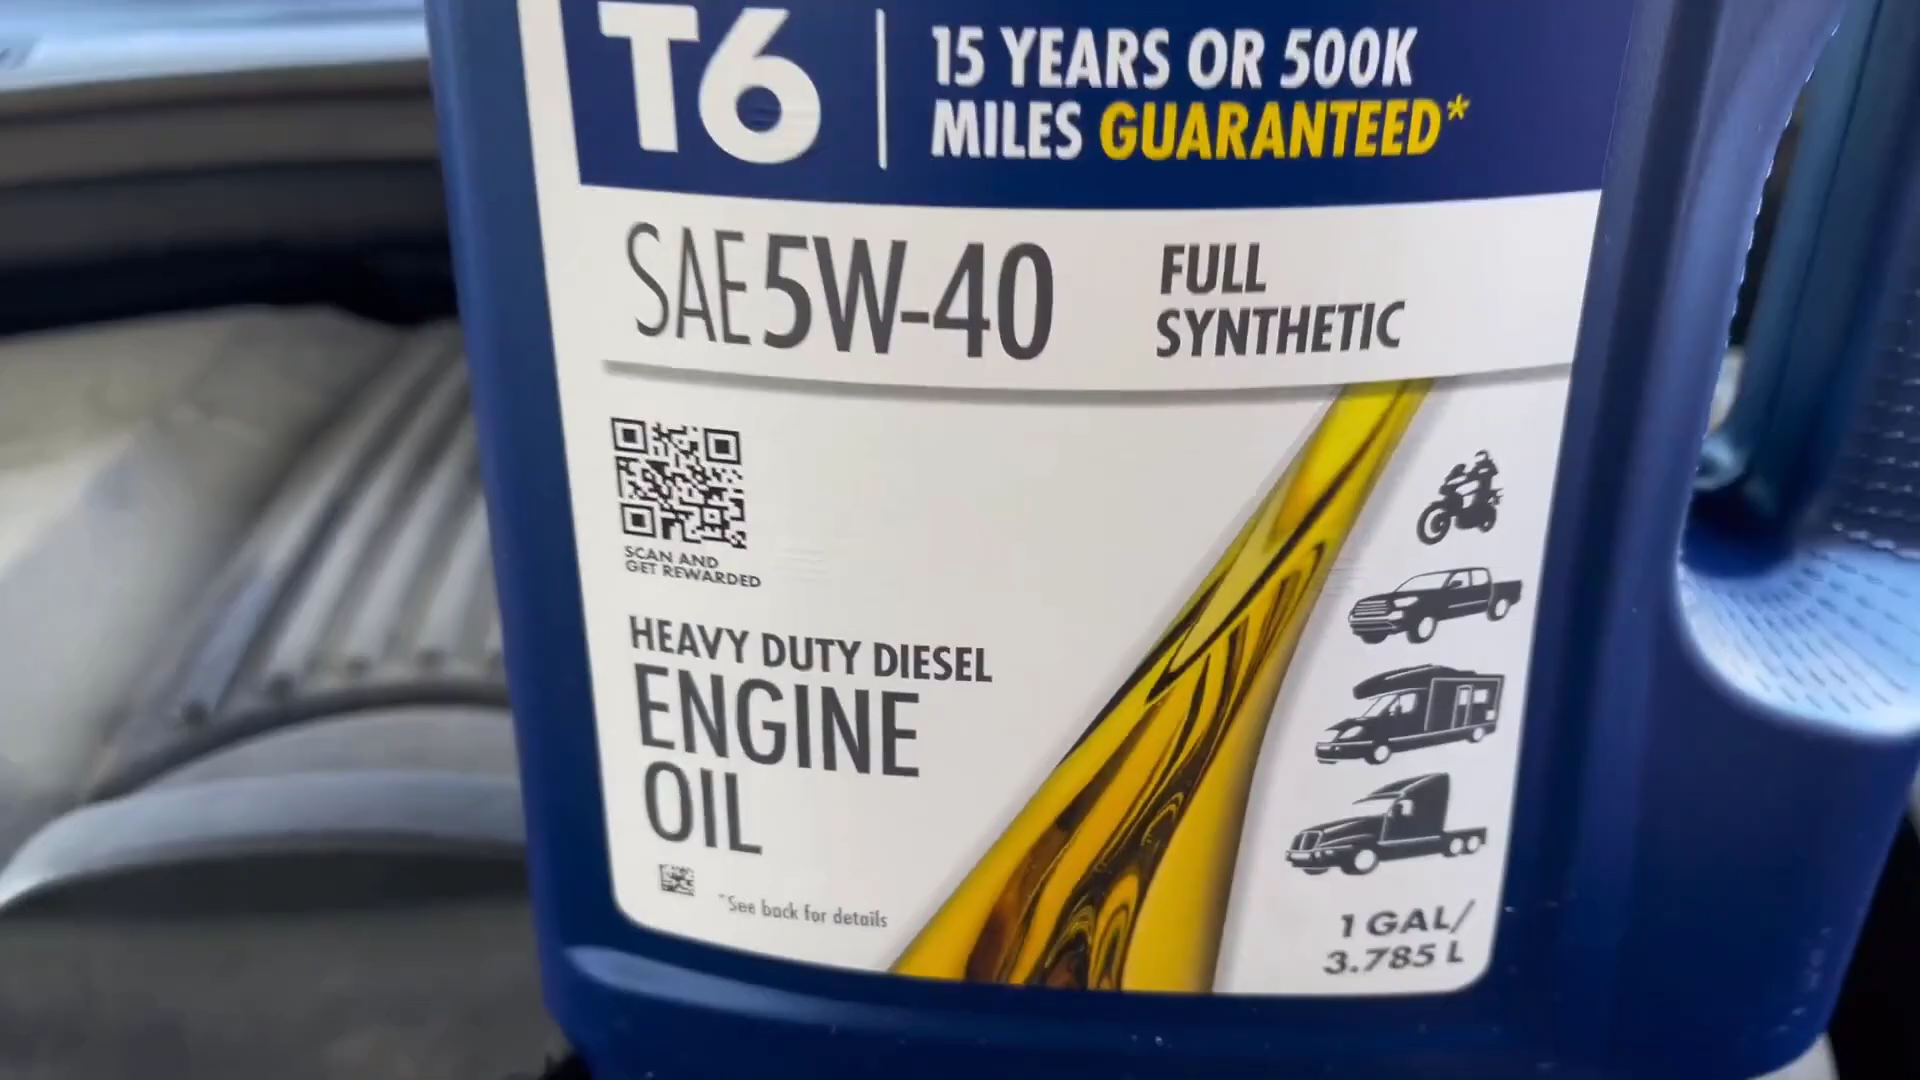 T6
15 YEARS OR 500K
MILES GUARANTEED*
SAE 5W-40
FULL
SYNTHETIC
SCAN AND
GET REWARDED
HEAVY DUTY DIESEL
ENGINE
OIL
*See back for details
1 GAL/
3.785 L